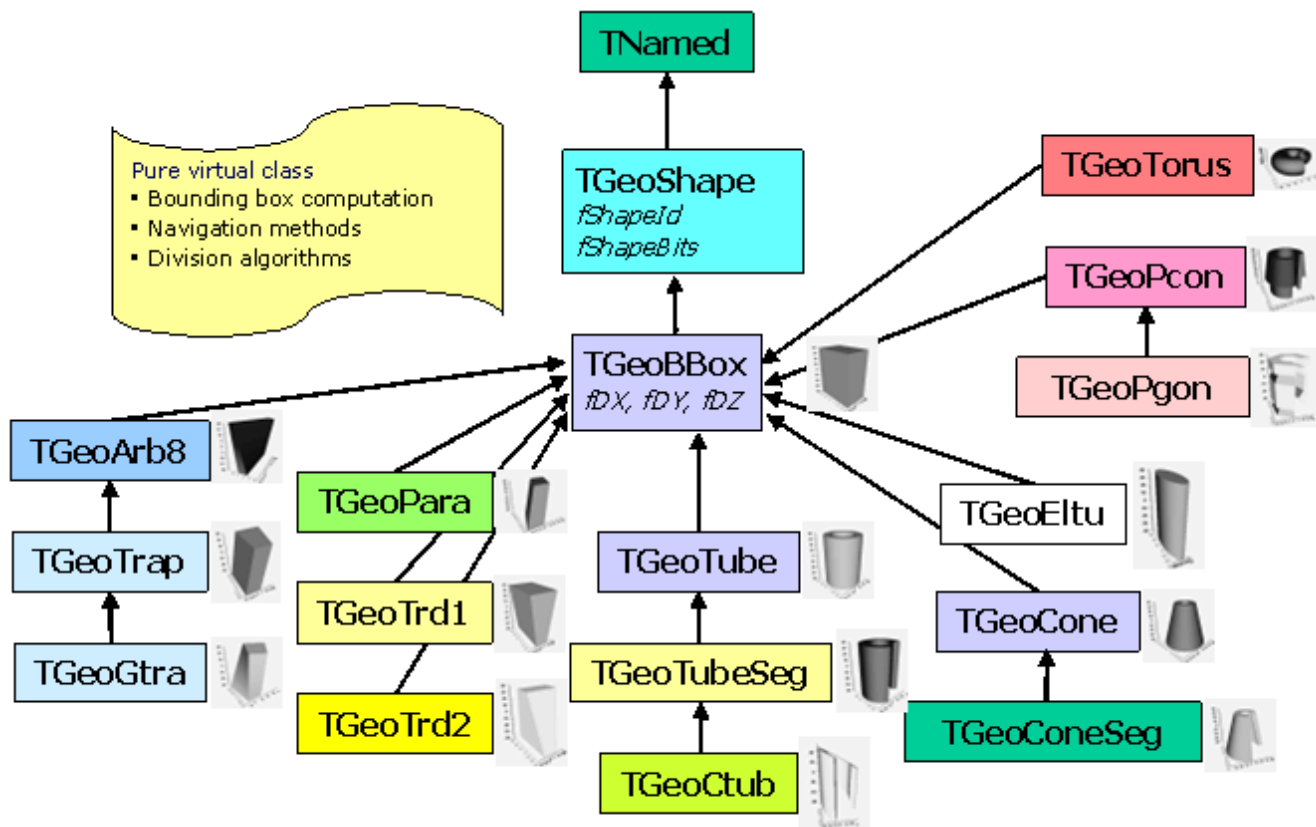 TNamed
Pure virtual class
▪ Bounding box computation
▪ Navigation methods
▪ Division algorithms
TGeoShape
fShapeId
fShapeBits
TGeoTorus
TGeoPcon
TGeoPgon
TGeoBBox
fDX, fDY, fDZ
TGeoArb8
TGeoPara
TGeoEltu
TGeoTrap
TGeoTube
TGeoTrd1
TGeoCone
TGeoGtra
TGeoTubeSeg
TGeoTrd2
TGeoConeSeg
TGeoCtub